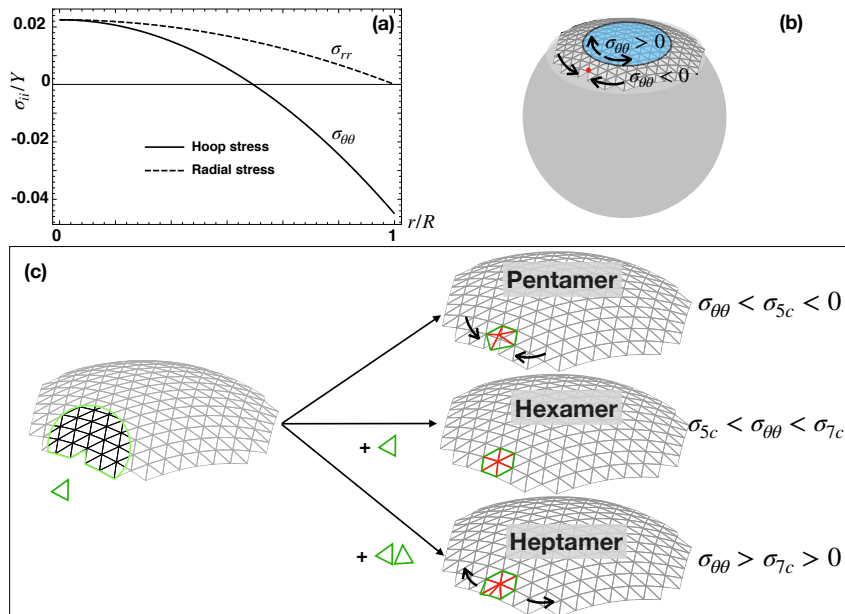 (a)
0.02
0
-0.02
-0.04
σ_ii/Y
σ_rr
σ_θθ
Hoop stress
Radial stress
0
1
r/R
(b)
σ_θθ > 0
σ_θθ < 0
(c)
Pentamer
σ_θθ < σ_5c < 0
+
Hexamer
σ_5c < σ_θθ < σ_7c
+
Heptamer
σ_θθ > σ_7c > 0